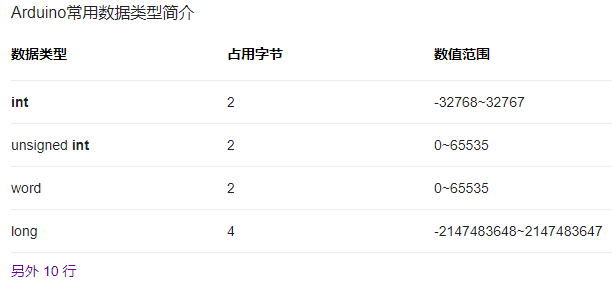 Arduino常用数据类型简介
数据类型 占用字节 数值范围
int 2 -32768~32767
unsigned int 2 0~65535
word 2 0~65535
long 4 -2147483648~2147483647
另外 10 行